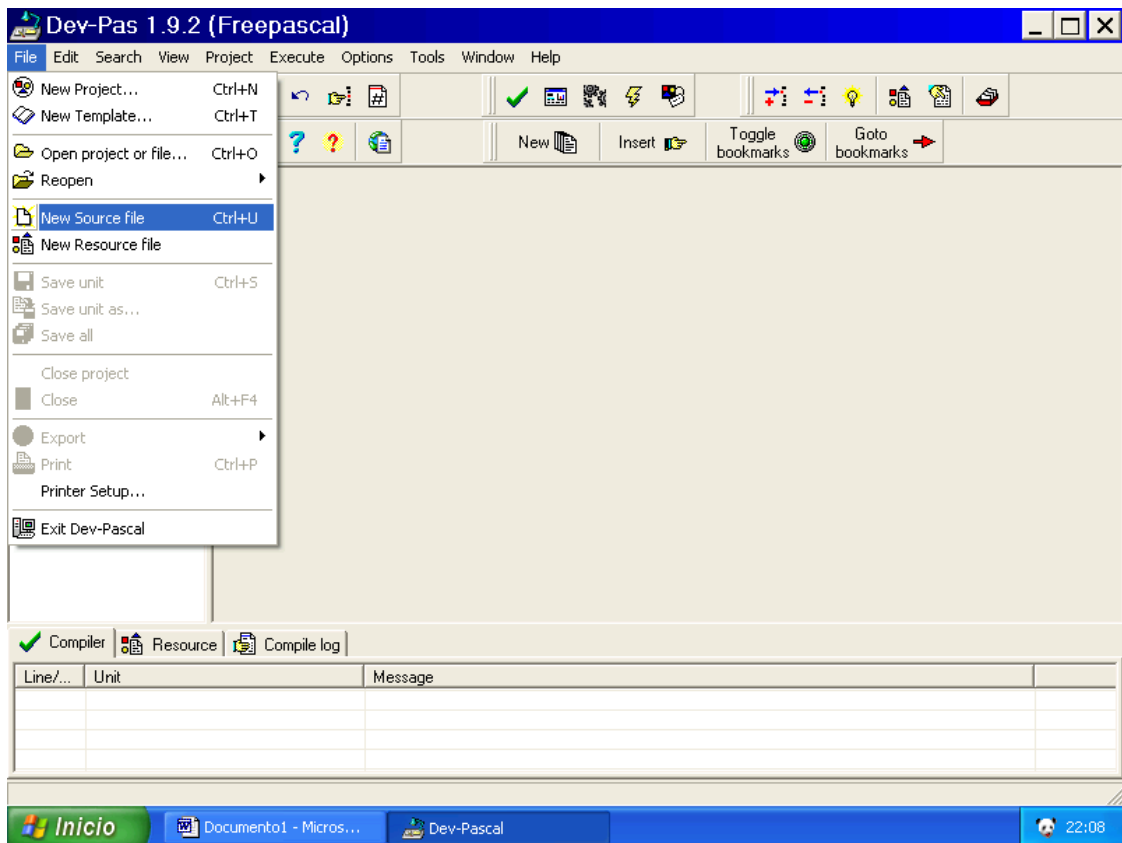 Dev-Pas 1.9.2 (Freepascal)
File Edit Search View Project Execute Options Tools Window Help
New Project... Ctrl+N
New Template... Ctrl+T
Open project or file... Ctrl+O
Reopen
New Source file Ctrl+U
New Resource file
Save unit Ctrl+S
Save unit as...
Save all
Close project
Close Alt+F4
Export
Print Ctrl+P
Printer Setup...
Exit Dev-Pascal
New
Insert
Toggle
bookmarks
Goto
bookmarks
Compiler Resource Compile log
Line/... Unit Message
Inicio Documento1 - Micros... Dev-Pascal 22:08